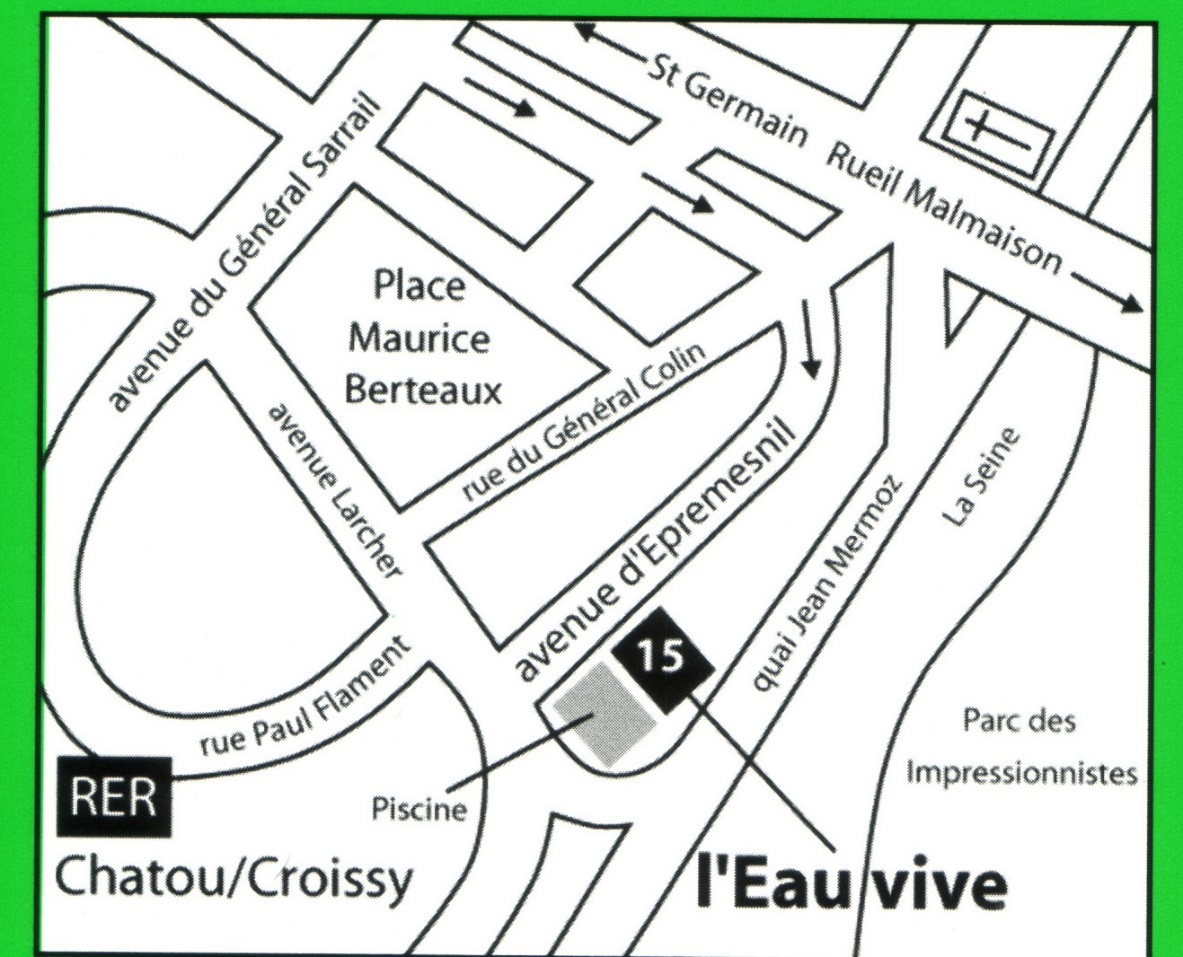 St Germain
Rueil Malmaison
avenue du Général Sarrail
Place
Maurice
Berteaux
rue du Général Colin
avenue Larcher
avenue d'Epremesnil
quai Jean Mermoz
La Seine
15
rue Paul Flament
Parc des
Impressionnistes
RER
Piscine
Chatou/Croissy
l'Eau vive